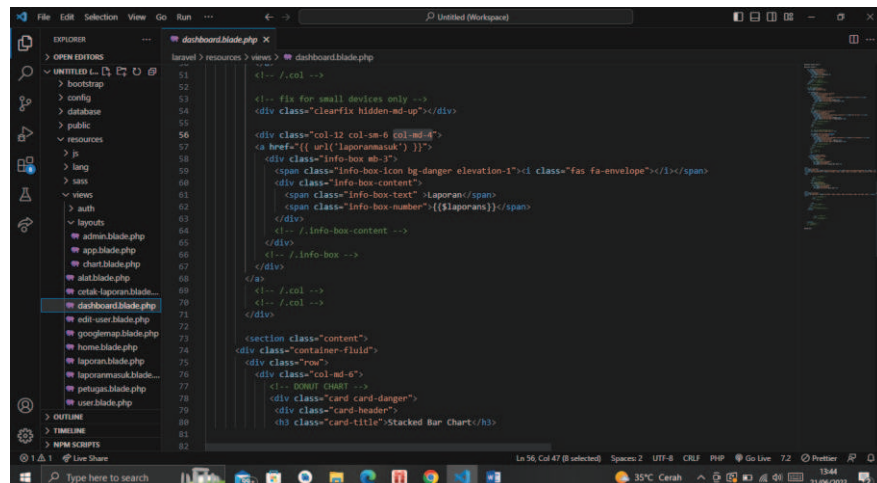 File Edit Selection View Go Run ... Untitled (Workspace)
EXPLORER ...
dashboard.blade.php
> OPEN EDITORS
laravel > resources > views > dashboard.blade.php
UNTITLED (...
> bootstrap
> config
> database
> public
resources
> js
> lang
> sass
views
> auth
layouts
admin.blade.php
app.blade.php
chart.blade.php
alat.blade.php
cetak-laporan.blade....
dashboard.blade.php
edit-user.blade.php
googlemap.blade.php
home.blade.php
laporan.blade.php
laporanmasuk.blade....
petugas.blade.php
user.blade.php
> OUTLINE
> TIMELINE
> NPM SCRIPTS
51 <!-- /.col -->
52
53 <!-- fix for small devices only -->
54 <div class="clearfix hidden-md-up"></div>
55
56 <div class="col-12 col-sm-6 col-md-4">
57 <a href="{{ url('laporanmasuk') }}">
58 <div class="info-box mb-3">
59 <span class="info-box-icon bg-danger elevation-1"><i class="fas fa-envelope"></i></span>
60 <div class="info-box-content">
61 <span class="info-box-text" >Laporan</span>
62 <span class="info-box-number">{{$laporans}}</span>
63 </div>
64 <!-- /.info-box-content -->
65 </div>
66 <!-- /.info-box -->
67 </div>
68 </a>
69 <!-- /.col -->
70 <!-- /.col -->
71 </div>
72
73 <section class="content">
74 <div class="container-fluid">
75 <div class="row">
76 <div class="col-md-6">
77 <!-- DONUT CHART -->
78 <div class="card card-danger">
79 <div class="card-header">
80 <h3 class="card-title">Stacked Bar Chart</h3>
81
82
1 1 Live Share Ln 56, Col 47 (8 selected) Spaces: 2 UTF-8 CRLF PHP Go Live 7.2 Prettier
Type here to search 35°C Cerah 13:44
21/06/2023